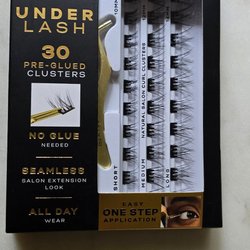 UNDER
LASH
30
PRE-GLUED
CLUSTERS
NO GLUE
NEEDED
SEAMLESS
SALON EXTENSION
LOOK
ALL DAY
WEAR
SHORT
MEDIUM
NATURAL SALON CURL CLUSTERS
LONG
EASY
ONE STEP
APPLICATION